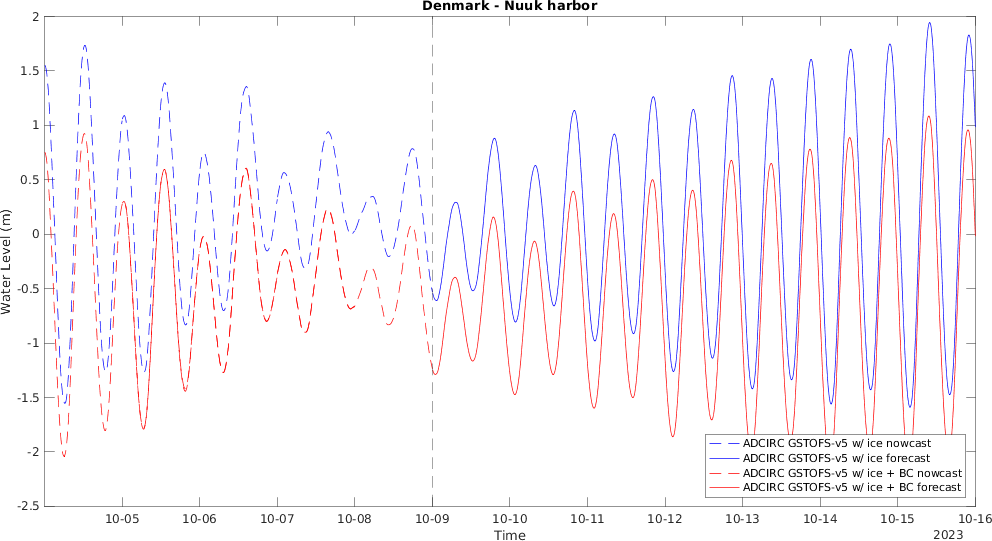 Denmark - Nuuk harbor
Water Level (m)
2
1.5
1
0.5
0
-0.5
-1
-1.5
-2
-2.5
ADCIRC GSTOFS-v5 w/ ice nowcast
ADCIRC GSTOFS-v5 w/ ice forecast
ADCIRC GSTOFS-v5 w/ ice + BC nowcast
ADCIRC GSTOFS-v5 w/ ice + BC forecast
10-05 10-06 10-07 10-08 10-09 10-10 10-11 10-12 10-13 10-14 10-15 10-16
Time
2023